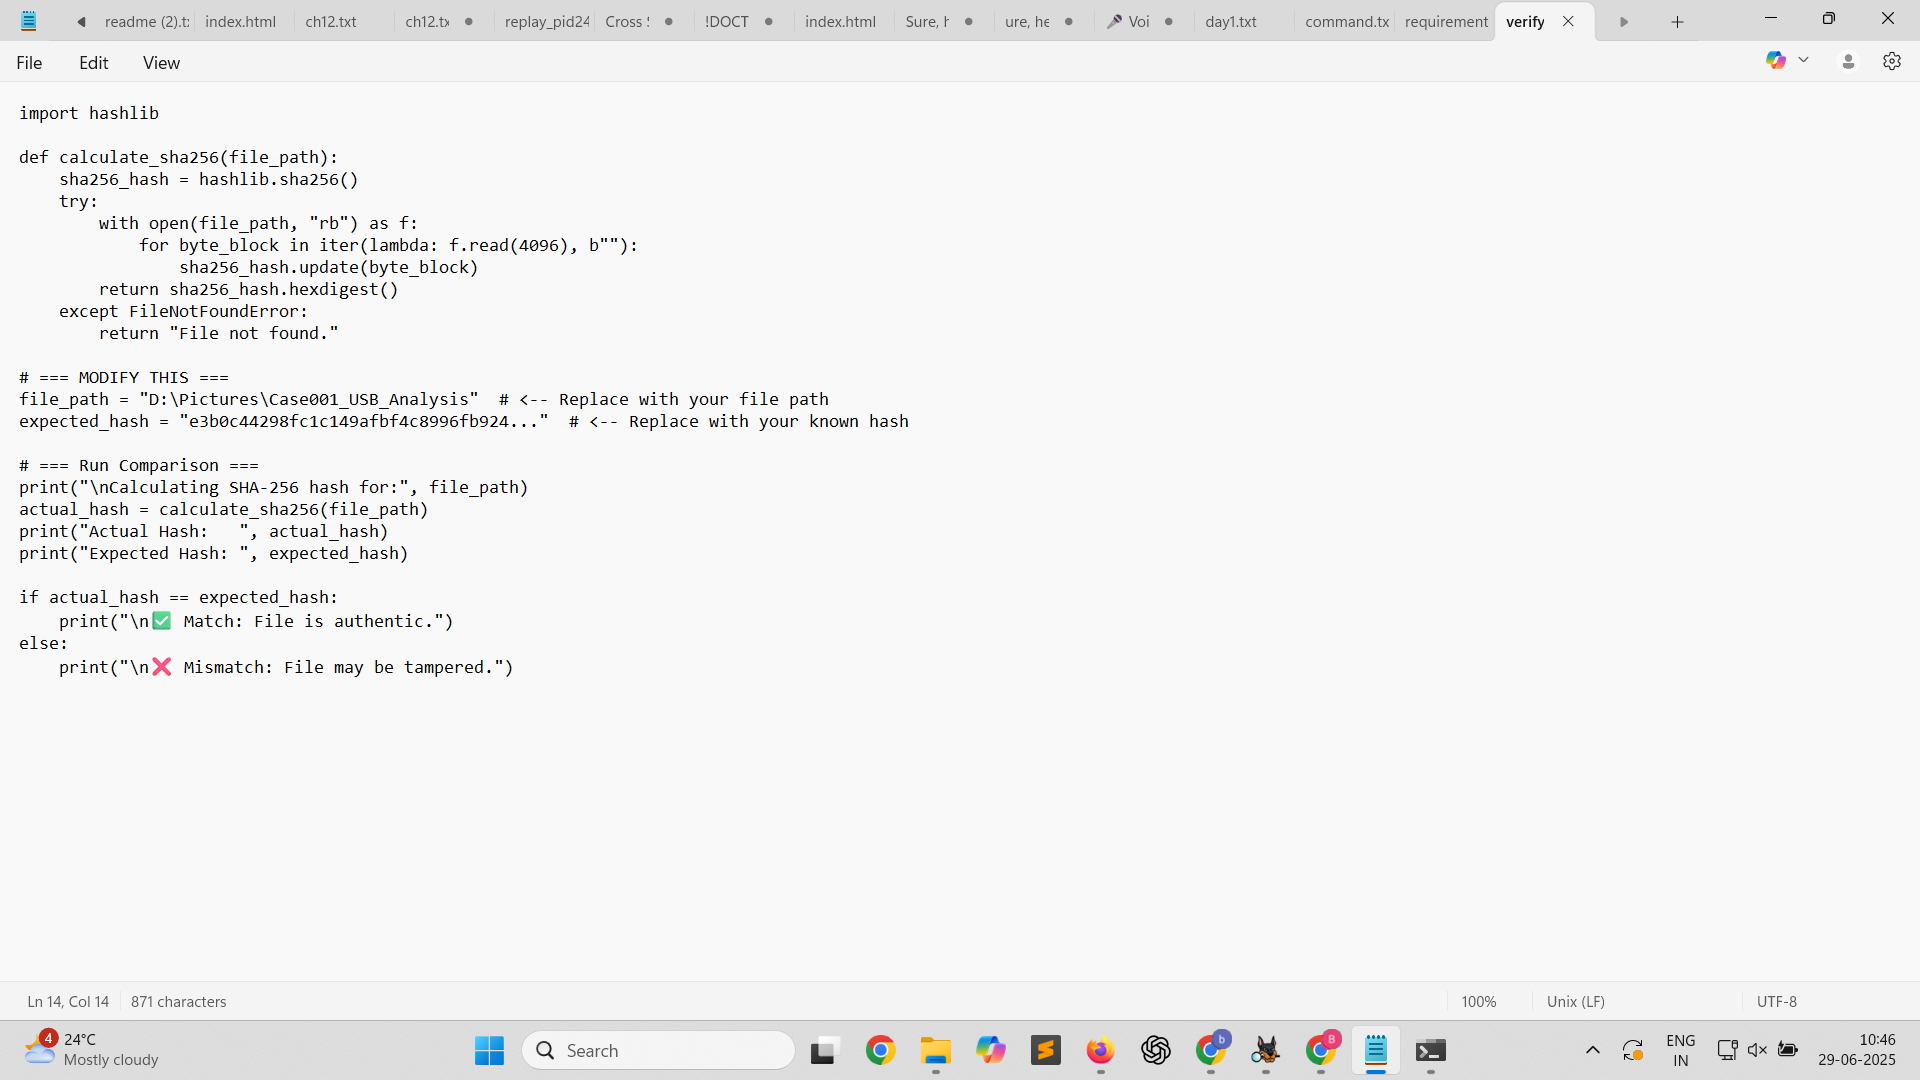 readme (2).t: index.html ch12.txt ch12.tx replay_pid24 Cross !DOCT index.html Sure, h ure, he Voi day1.txt command.tx requirement verify
File Edit View
import hashlib
def calculate_sha256(file_path):
    sha256_hash = hashlib.sha256()
    try:
        with open(file_path, "rb") as f:
            for byte_block in iter(lambda: f.read(4096), b""):
                sha256_hash.update(byte_block)
        return sha256_hash.hexdigest()
    except FileNotFoundError:
        return "File not found."
# === MODIFY THIS ===
file_path = "D:\Pictures\Case001_USB_Analysis"  # <-- Replace with your file path
expected_hash = "e3b0c44298fc1c149afbf4c8996fb924..."  # <-- Replace with your known hash
# === Run Comparison ===
print("\nCalculating SHA-256 hash for:", file_path)
actual_hash = calculate_sha256(file_path)
print("Actual Hash:   ", actual_hash)
print("Expected Hash: ", expected_hash)
if actual_hash == expected_hash:
    print("\n✅ Match: File is authentic.")
else:
    print("\n❌ Mismatch: File may be tampered.")
Ln 14, Col 14 871 characters 100% Unix (LF) UTF-8
4 24°C
Mostly cloudy
Search
b
B
ENG
IN
10:46
29-06-2025